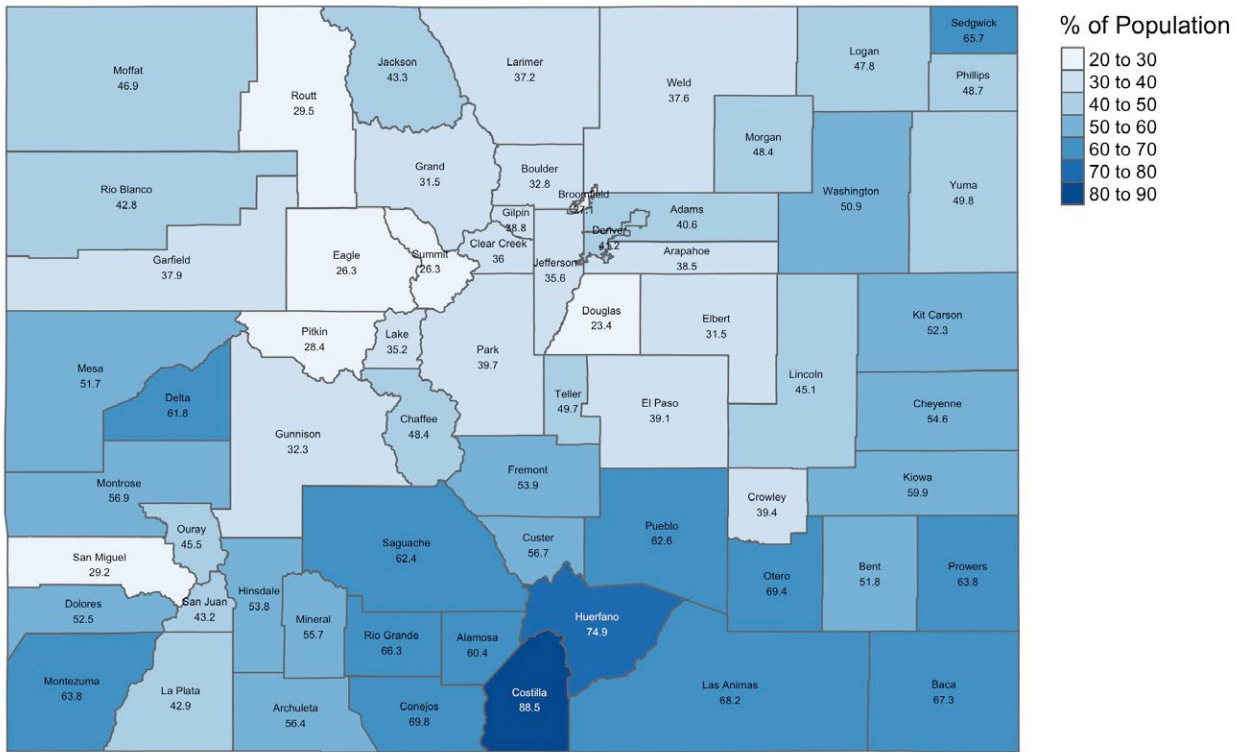 % of Population
20 to 30
30 to 40
40 to 50
50 to 60
60 to 70
70 to 80
80 to 90
Moffat
46.9
Routt
29.5
Jackson
43.3
Larimer
37.2
Weld
37.6
Logan
47.8
Sedgwick
65.7
Phillips
48.7
Morgan
48.4
Washington
50.9
Yuma
49.8
Rio Blanco
42.8
Grand
31.5
Boulder
32.8
Broomfield
37.1
Gilpin
38.8
Adams
40.6
Denver
41.2
Clear Creek
36
Jefferson
35.6
Arapahoe
38.5
Garfield
37.9
Eagle
26.3
Summit
26.3
Douglas
23.4
Elbert
31.5
Kit Carson
52.3
Pitkin
28.4
Lake
35.2
Park
39.7
Mesa
51.7
Delta
61.8
Teller
49.7
El Paso
39.1
Lincoln
45.1
Cheyenne
54.6
Gunnison
32.3
Chaffee
48.4
Fremont
53.9
Kiowa
59.9
Montrose
56.9
Crowley
39.4
Ouray
45.5
Saguache
62.4
Custer
56.7
Pueblo
62.6
San Miguel
29.2
Otero
69.4
Bent
51.8
Prowers
63.8
Dolores
52.5
San Juan
43.2
Hinsdale
53.8
Mineral
55.7
Rio Grande
66.3
Alamosa
60.4
Huerfano
74.9
Montezuma
63.8
La Plata
42.9
Archuleta
56.4
Conejos
69.8
Costilla
88.5
Las Animas
68.2
Baca
67.3